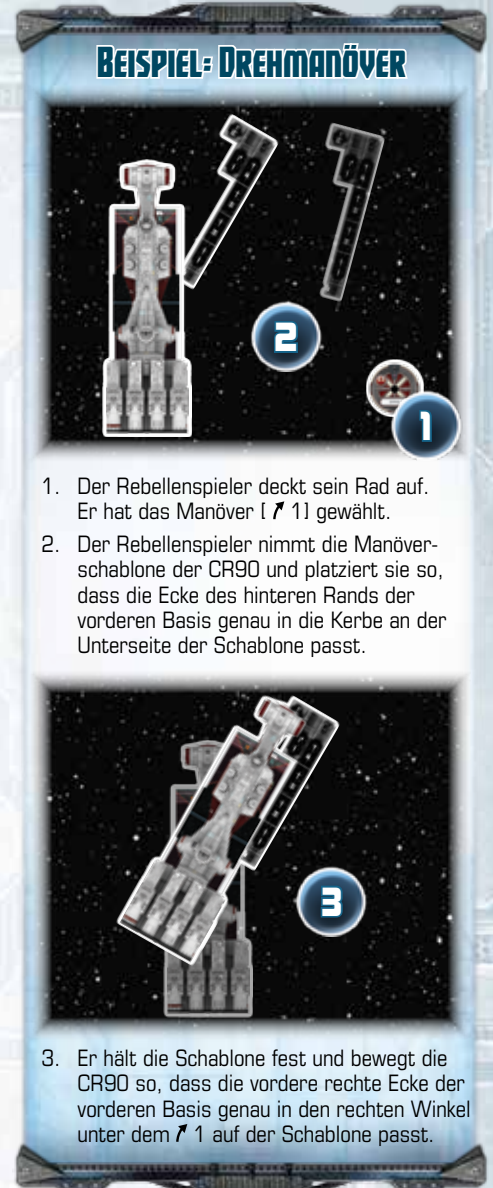 BEISPIEL: DREHMANÖVER
2
1
1. Der Rebellenspieler deckt sein Rad auf.
Er hat das Manöver [ ↗ 1] gewählt.
2. Der Rebellenspieler nimmt die Manöver-
schablone der CR90 und platziert sie so,
dass die Ecke des hinteren Rands der
vorderen Basis genau in die Kerbe an der
Unterseite der Schablone passt.
3
3. Er hält die Schablone fest und bewegt die
CR90 so, dass die vordere rechte Ecke der
vorderen Basis genau in den rechten Winkel
unter dem ↗ 1 auf der Schablone passt.